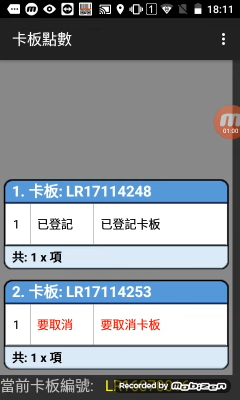 18:11
卡板點數
01:00
1. 卡板: LR17114248
1 已登記 已登記卡板
共: 1 x 項
2. 卡板: LR17114253
1 要取消 要取消卡板
共: 1 x 項
當前卡板編號:
Recorded by Mobizen